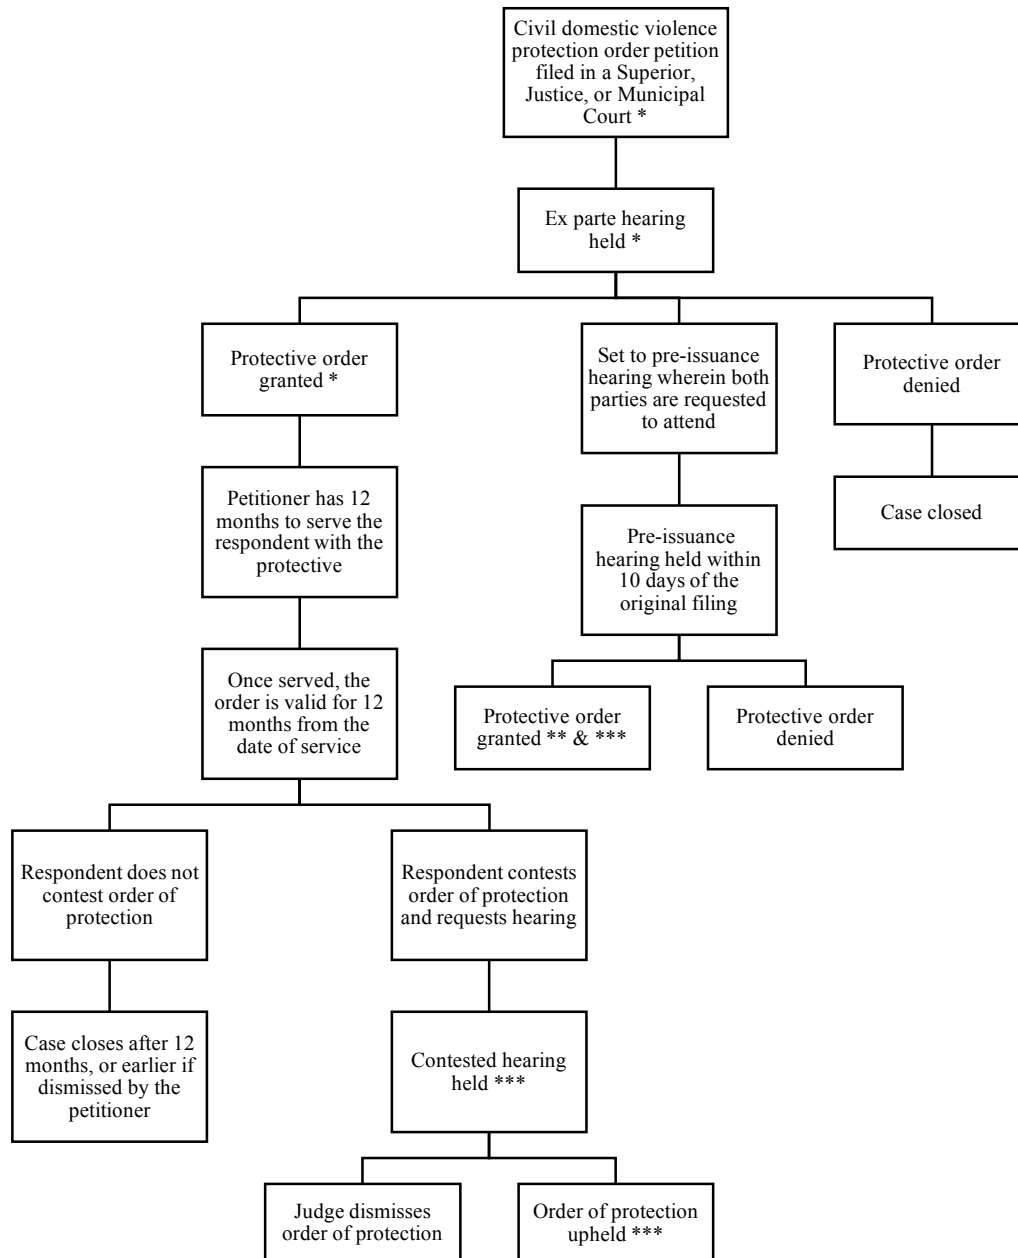 Civil domestic violence
protection order petition
filed in a Superior,
Justice, or Municipal
Court *
Ex parte hearing
held *
Protective order
granted *
Set to pre-issuance
hearing wherein both
parties are requested
to attend
Protective order
denied
Petitioner has 12
months to serve the
respondent with the
protective
Pre-issuance
hearing held within
10 days of the
original filing
Case closed
Once served, the
order is valid for 12
months from the
date of service
Protective order
granted ** & ***
Protective order
denied
Respondent does not
contest order of
protection
Respondent contests
order of protection
and requests hearing
Case closes after 12
months, or earlier if
dismissed by the
petitioner
Contested hearing
held ***
Judge dismisses
order of protection
Order of protection
upheld ***